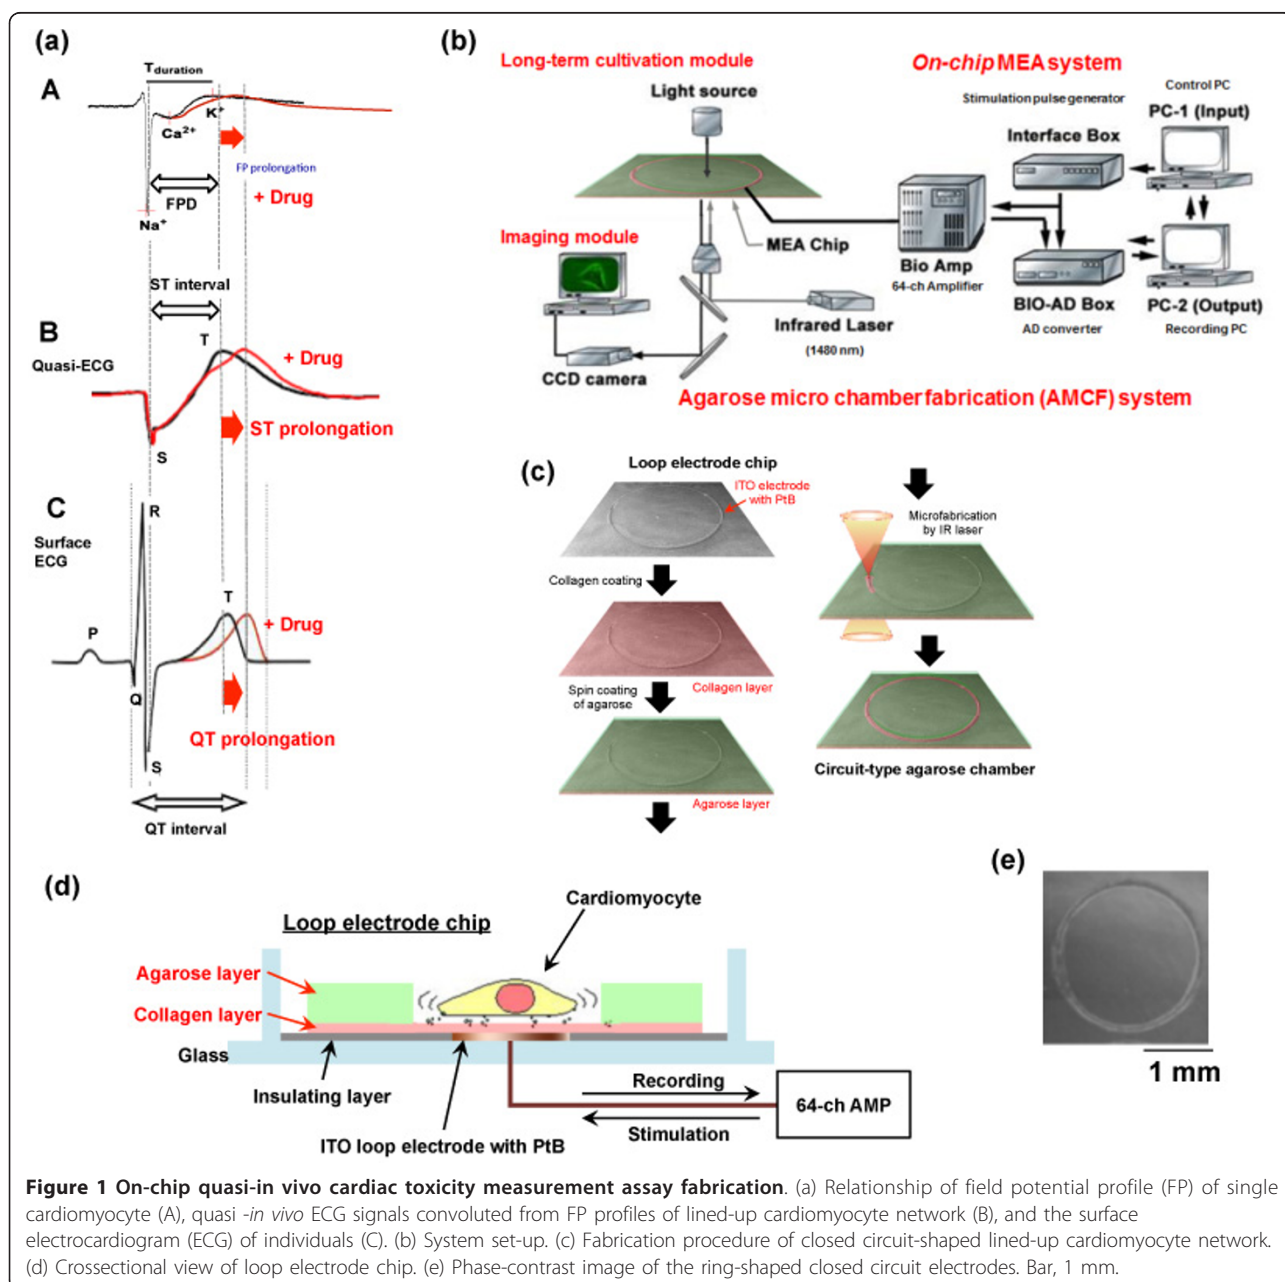 (a)
Tduration
A
K+
Ca2+
FP prolongation
+ Drug
FPD
Na+
ST interval
B
T
Quasi-ECG
+ Drug
ST prolongation
S
C
R
Surface
ECG
T
P
+ Drug
Q
QT prolongation
S
QT interval
(b)
Long-term cultivation module
On-chip MEA system
Light source
Stimulation pulse generator
Control PC
PC-1 (Input)
Interface Box
Imaging module
MEA Chip
Bio Amp
64-ch Amplifier
BIO-AD Box
AD converter
PC-2 (Output)
Recording PC
Infrared Laser
(1480 nm)
CCD camera
Agarose micro chamber fabrication (AMCF) system
(c)
Loop electrode chip
ITO electrode
with PtB
Collagen coating
Collagen layer
Spin coating
of agarose
Agarose layer
Microfabrication
by IR laser
Circuit-type agarose chamber
(d)
Loop electrode chip
Cardiomyocyte
Agarose layer
Collagen layer
Glass
Insulating layer
ITO loop electrode with PtB
Recording
Stimulation
64-ch AMP
(e)
1 mm
Figure 1 On-chip quasi-in vivo cardiac toxicity measurement assay fabrication. (a) Relationship of field potential profile (FP) of single
cardiomyocyte (A), quasi -in vivo ECG signals convoluted from FP profiles of lined-up cardiomyocyte network (B), and the surface
electrocardiogram (ECG) of individuals (C). (b) System set-up. (c) Fabrication procedure of closed circuit-shaped lined-up cardiomyocyte network.
(d) Crossectional view of loop electrode chip. (e) Phase-contrast image of the ring-shaped closed circuit electrodes. Bar, 1 mm.